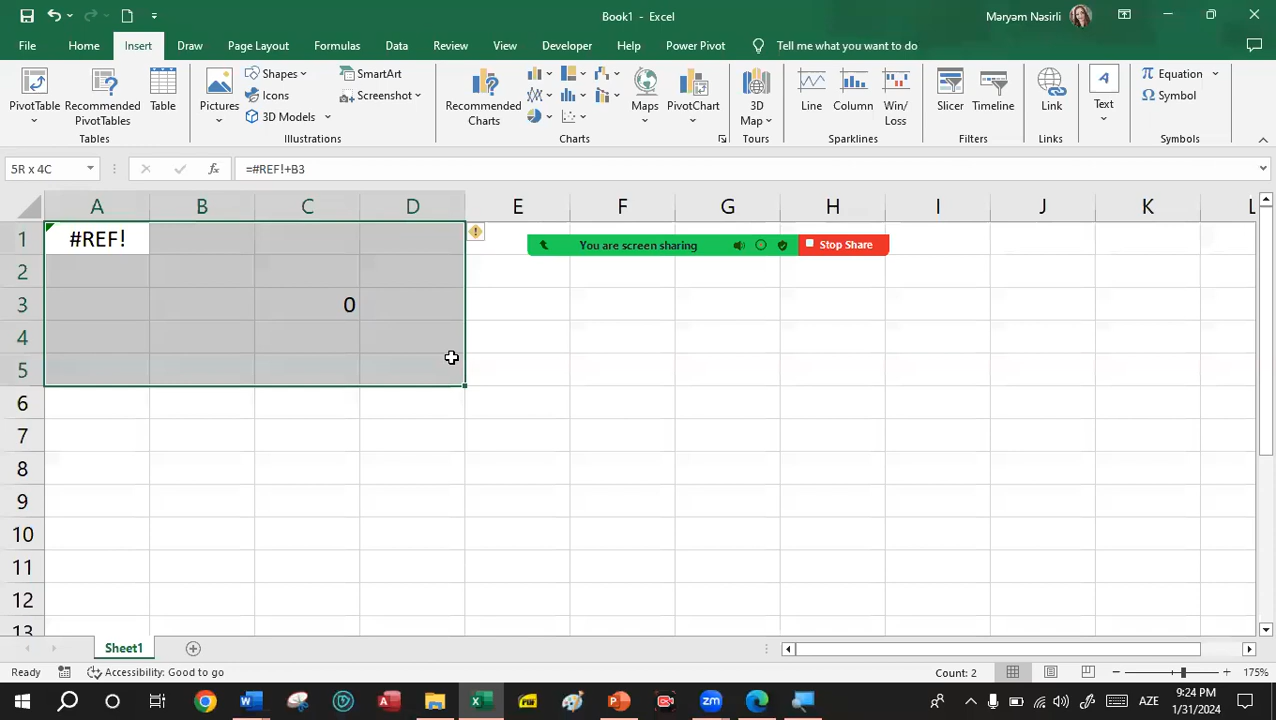 Book1 - Excel
Məryəm Nəsirli
File Home Insert Draw Page Layout Formulas Data Review View Developer Help Power Pivot Tell me what you want to do
PivotTable
Recommended PivotTables
Table
Tables
Pictures
Shapes
Icons
3D Models
SmartArt
Screenshot
Illustrations
Recommended Charts
Maps
PivotChart
Charts
3D Map
Tours
Line
Column
Win/Loss
Sparklines
Slicer
Timeline
Filters
Link
Links
Text
Equation
Symbol
Symbols
5R x 4C
fx
=#REF!+B3
A B C D E F G H I J K L
1 #REF!
You are screen sharing Stop Share
2
3 0
4
5
6
7
8
9
10
11
12
13
Sheet1
Ready Accessibility: Good to go Count: 2 175%
AZE
9:24 PM
1/31/2024